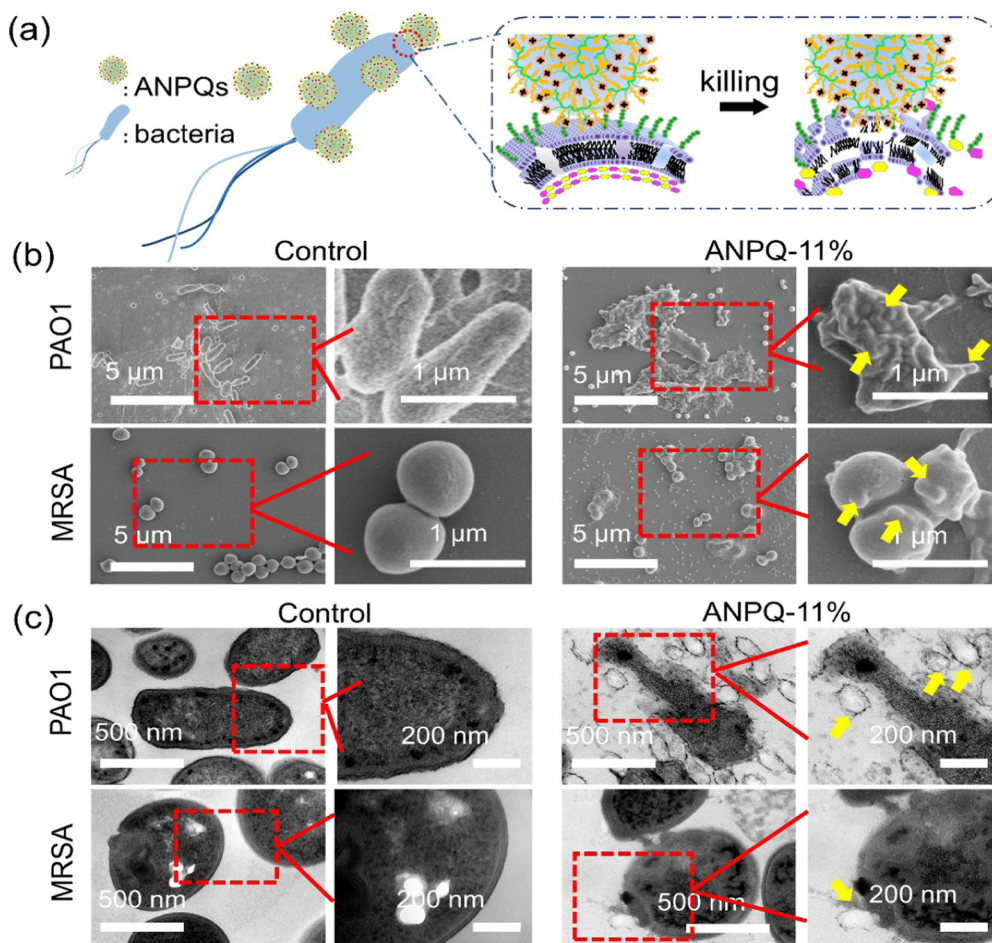 (a)
: ANPQs
: bacteria
killing
(b)
Control
ANPQ-11%
PAO1
5 μm
1 μm
5 μm
1 μm
MRSA
5 μm
1 μm
5 μm
1 μm
(c)
Control
ANPQ-11%
PAO1
500 nm
200 nm
500 nm
200 nm
MRSA
500 nm
200 nm
500 nm
200 nm